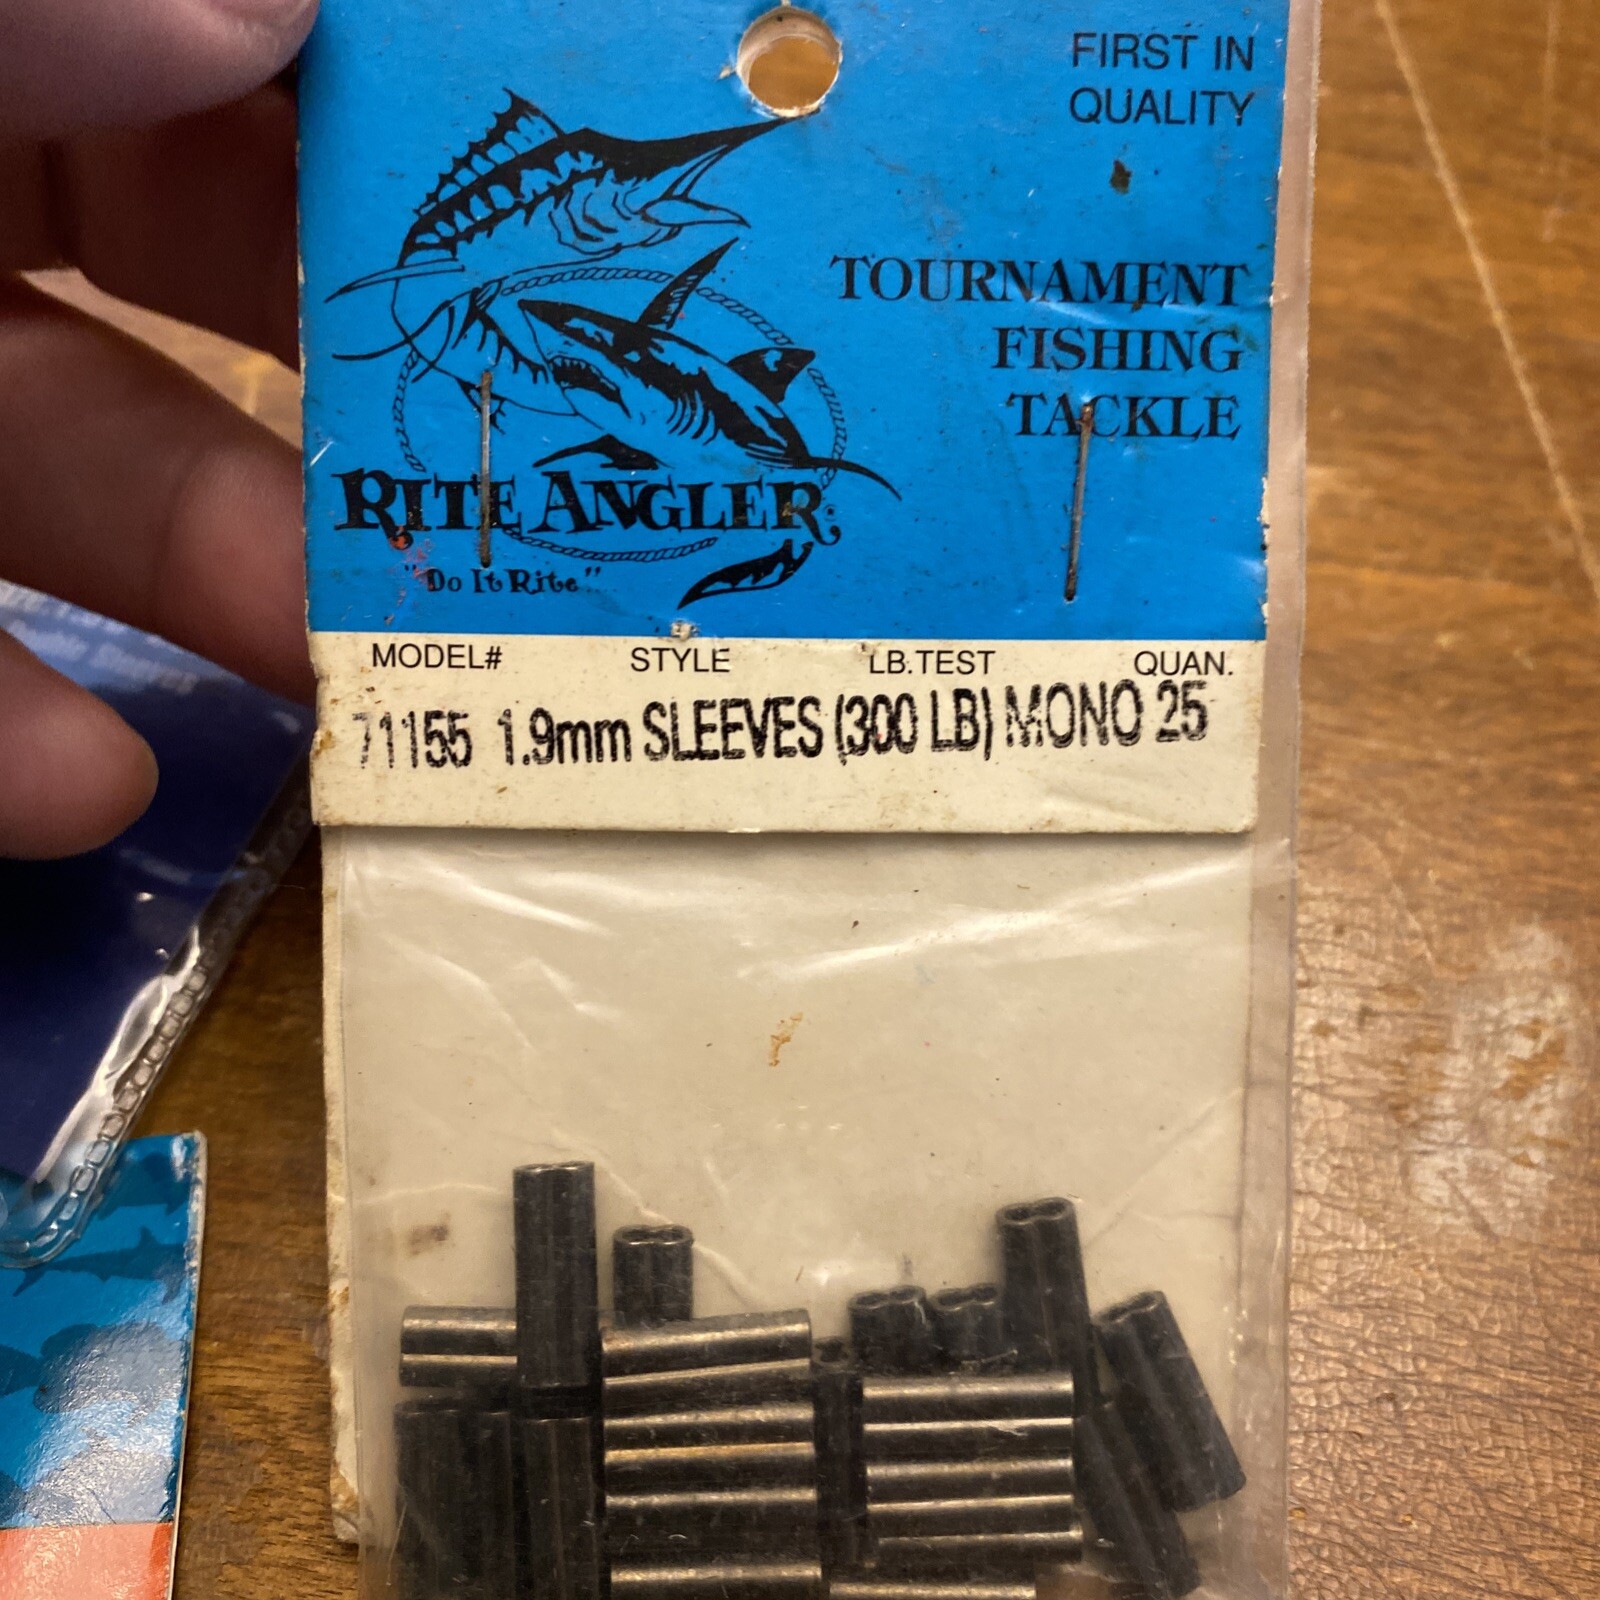 FIRST IN
QUALITY
TOURNAMENT
FISHING
TACKLE
RITE ANGLER
"Do It Rite"
MODEL# STYLE LB.TEST QUAN.
71155 1.9mm SLEEVES (300 LB) MONO 25